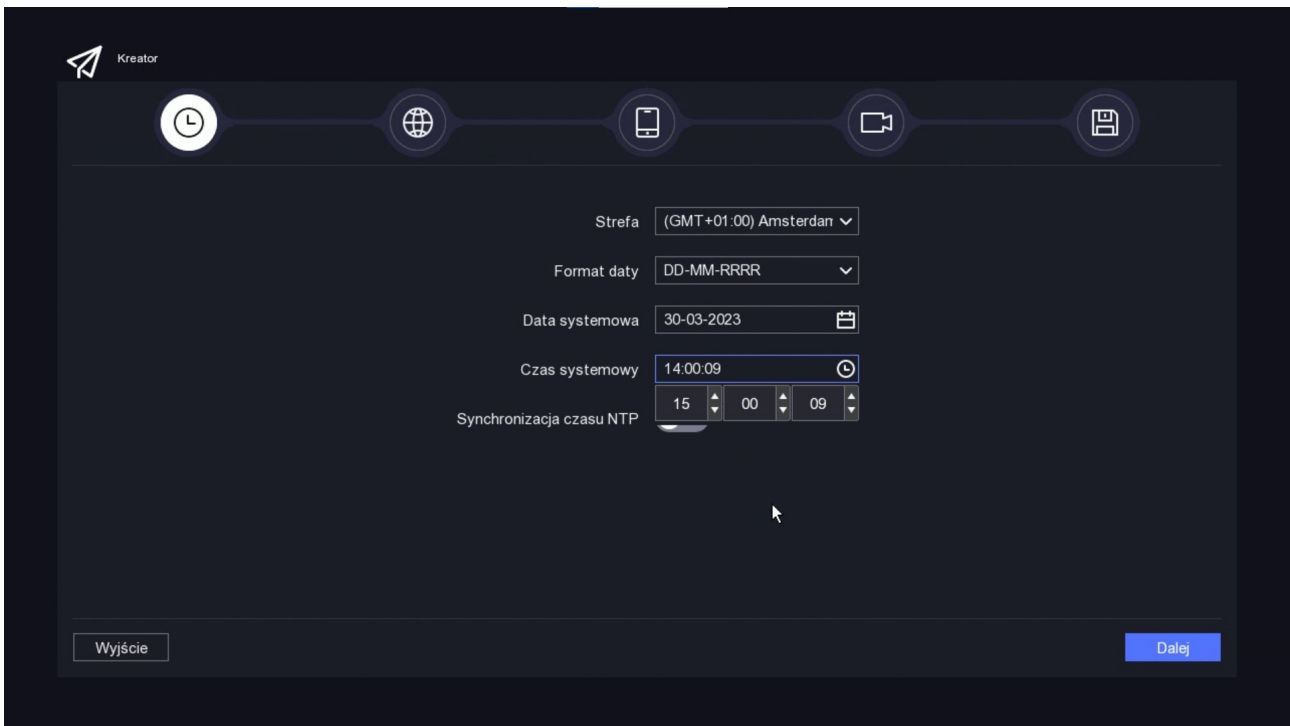 Kreator
Strefa (GMT+01:00) Amsterdam
Format daty DD-MM-RRRR
Data systemowa 30-03-2023
Czas systemowy 14:00:09
15 00 09
Synchronizacja czasu NTP
Wyjście Dalej